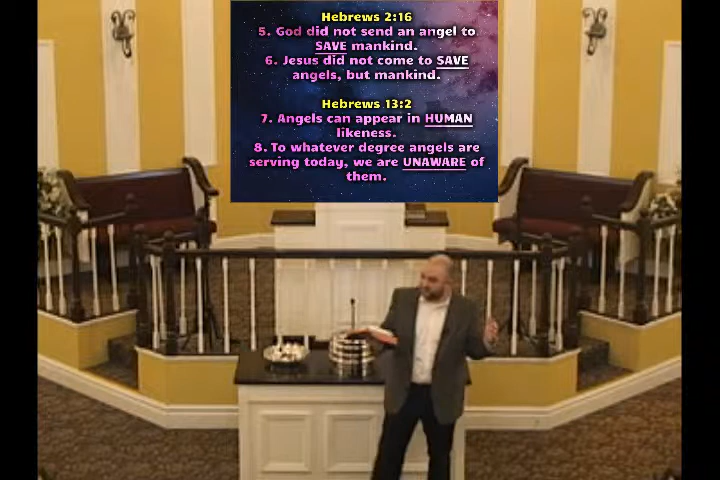 Hebrews 2:16
5. God did not send an angel to
SAVE mankind.
6. Jesus did not come to SAVE
angels, but mankind.
Hebrews 13:2
7. Angels can appear in HUMAN
likeness.
8. To whatever degree angels are
serving today, we are UNAWARE of
them.